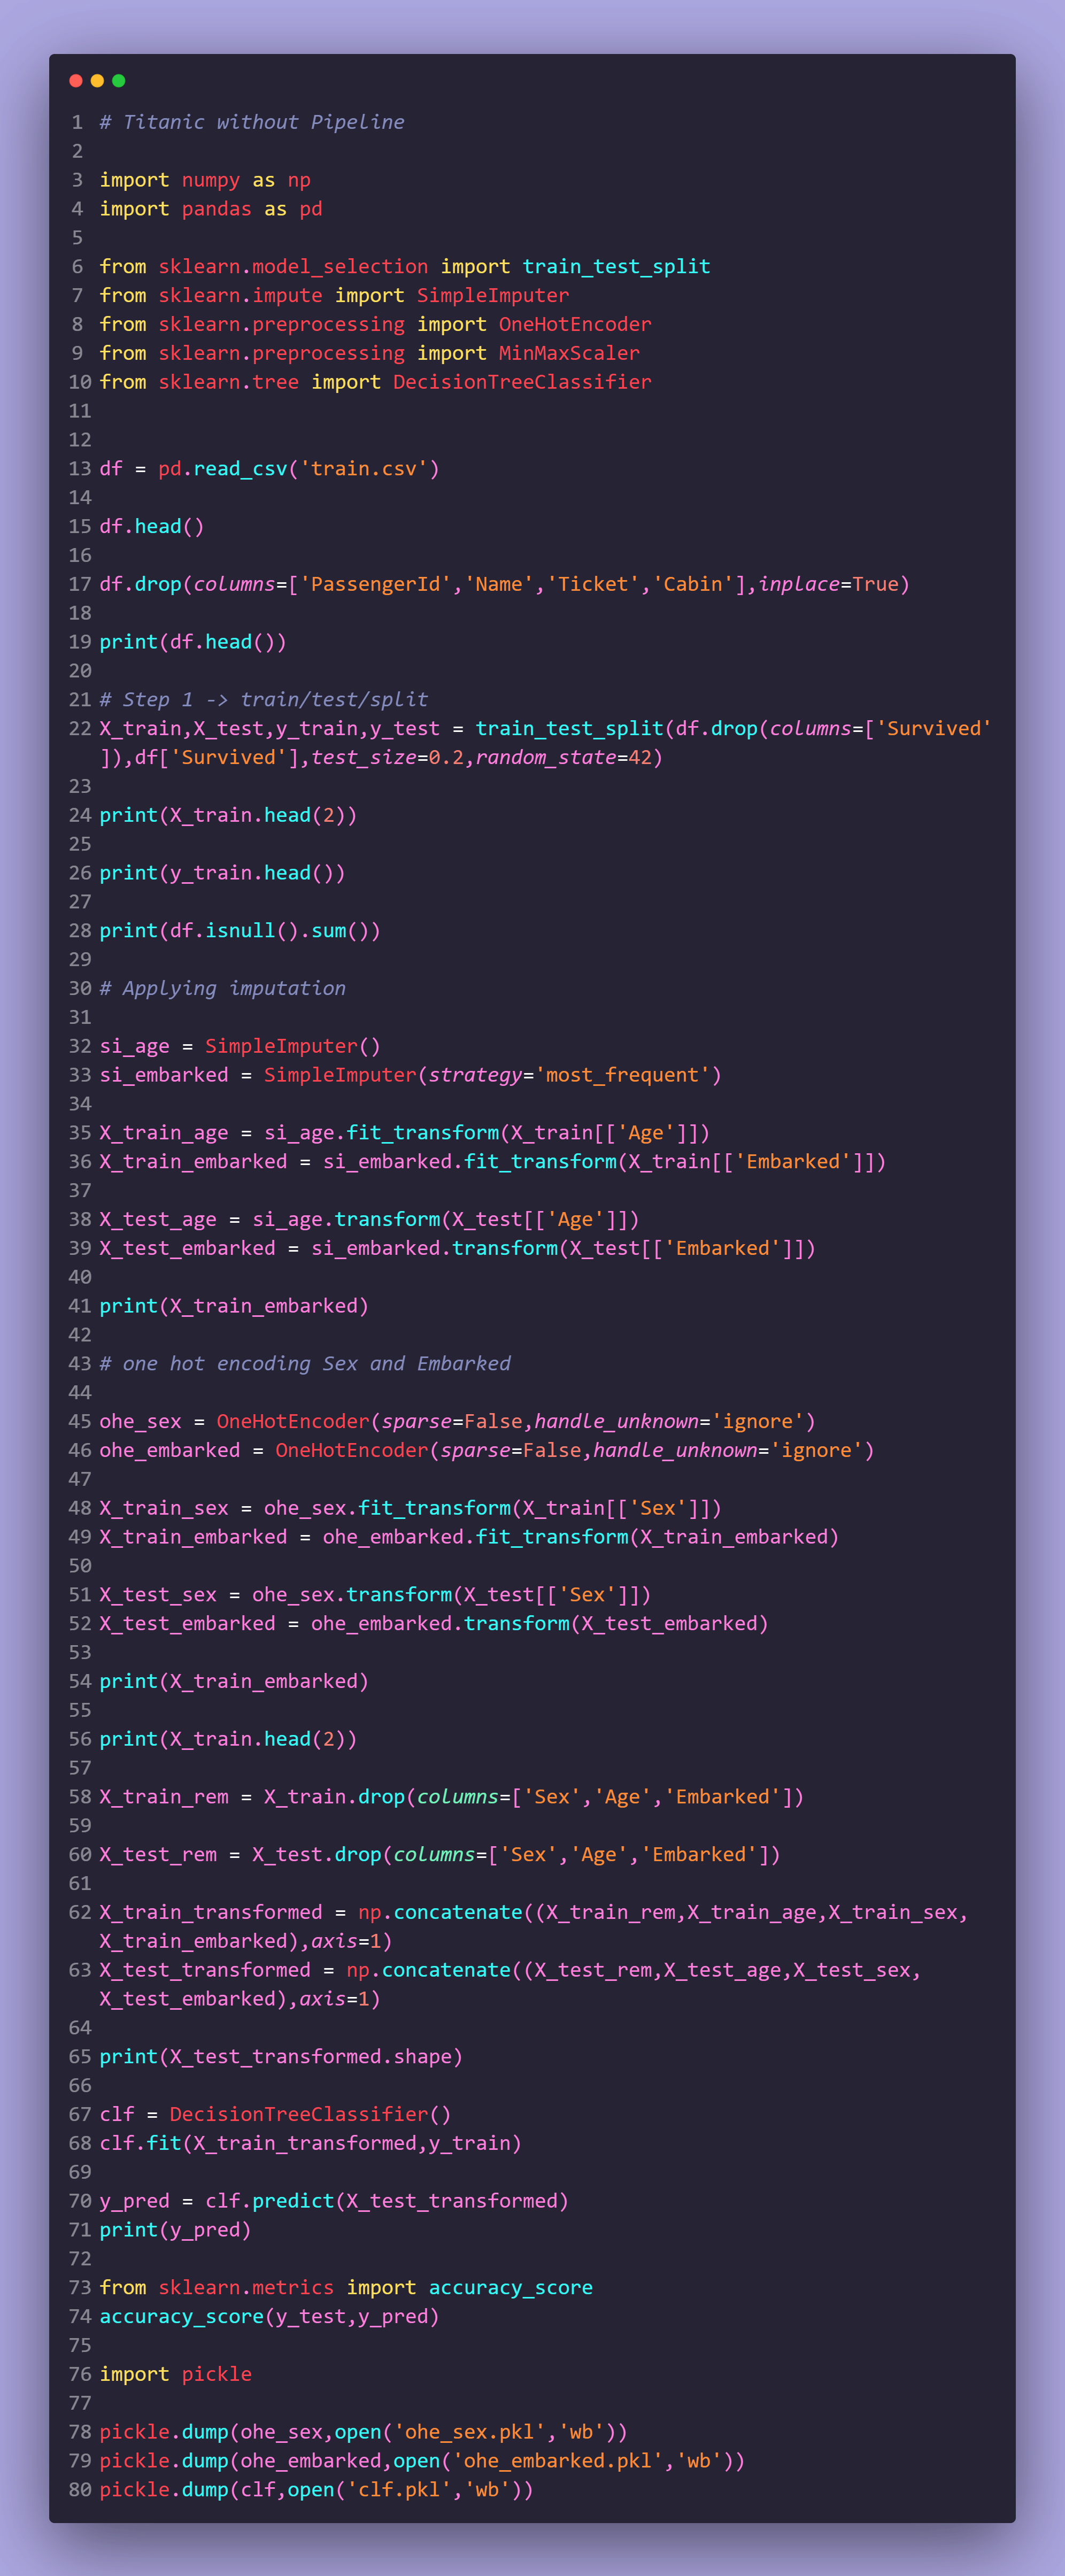 1 # Titanic without Pipeline
2
3 import numpy as np
4 import pandas as pd
5
6 from sklearn.model_selection import train_test_split
7 from sklearn.impute import SimpleImputer
8 from sklearn.preprocessing import OneHotEncoder
9 from sklearn.preprocessing import MinMaxScaler
10 from sklearn.tree import DecisionTreeClassifier
11
12
13 df = pd.read_csv('train.csv')
14
15 df.head()
16
17 df.drop(columns=['PassengerId','Name','Ticket','Cabin'],inplace=True)
18
19 print(df.head())
20
21 # Step 1 -> train/test/split
22 X_train,X_test,y_train,y_test = train_test_split(df.drop(columns=['Survived'
]),df['Survived'],test_size=0.2,random_state=42)
23
24 print(X_train.head(2))
25
26 print(y_train.head())
27
28 print(df.isnull().sum())
29
30 # Applying imputation
31
32 si_age = SimpleImputer()
33 si_embarked = SimpleImputer(strategy='most_frequent')
34
35 X_train_age = si_age.fit_transform(X_train[['Age']])
36 X_train_embarked = si_embarked.fit_transform(X_train[['Embarked']])
37
38 X_test_age = si_age.transform(X_test[['Age']])
39 X_test_embarked = si_embarked.transform(X_test[['Embarked']])
40
41 print(X_train_embarked)
42
43 # one hot encoding Sex and Embarked
44
45 ohe_sex = OneHotEncoder(sparse=False,handle_unknown='ignore')
46 ohe_embarked = OneHotEncoder(sparse=False,handle_unknown='ignore')
47
48 X_train_sex = ohe_sex.fit_transform(X_train[['Sex']])
49 X_train_embarked = ohe_embarked.fit_transform(X_train_embarked)
50
51 X_test_sex = ohe_sex.transform(X_test[['Sex']])
52 X_test_embarked = ohe_embarked.transform(X_test_embarked)
53
54 print(X_train_embarked)
55
56 print(X_train.head(2))
57
58 X_train_rem = X_train.drop(columns=['Sex','Age','Embarked'])
59
60 X_test_rem = X_test.drop(columns=['Sex','Age','Embarked'])
61
62 X_train_transformed = np.concatenate((X_train_rem,X_train_age,X_train_sex,
X_train_embarked),axis=1)
63 X_test_transformed = np.concatenate((X_test_rem,X_test_age,X_test_sex,
X_test_embarked),axis=1)
64
65 print(X_test_transformed.shape)
66
67 clf = DecisionTreeClassifier()
68 clf.fit(X_train_transformed,y_train)
69
70 y_pred = clf.predict(X_test_transformed)
71 print(y_pred)
72
73 from sklearn.metrics import accuracy_score
74 accuracy_score(y_test,y_pred)
75
76 import pickle
77
78 pickle.dump(ohe_sex,open('ohe_sex.pkl','wb'))
79 pickle.dump(ohe_embarked,open('ohe_embarked.pkl','wb'))
80 pickle.dump(clf,open('clf.pkl','wb'))